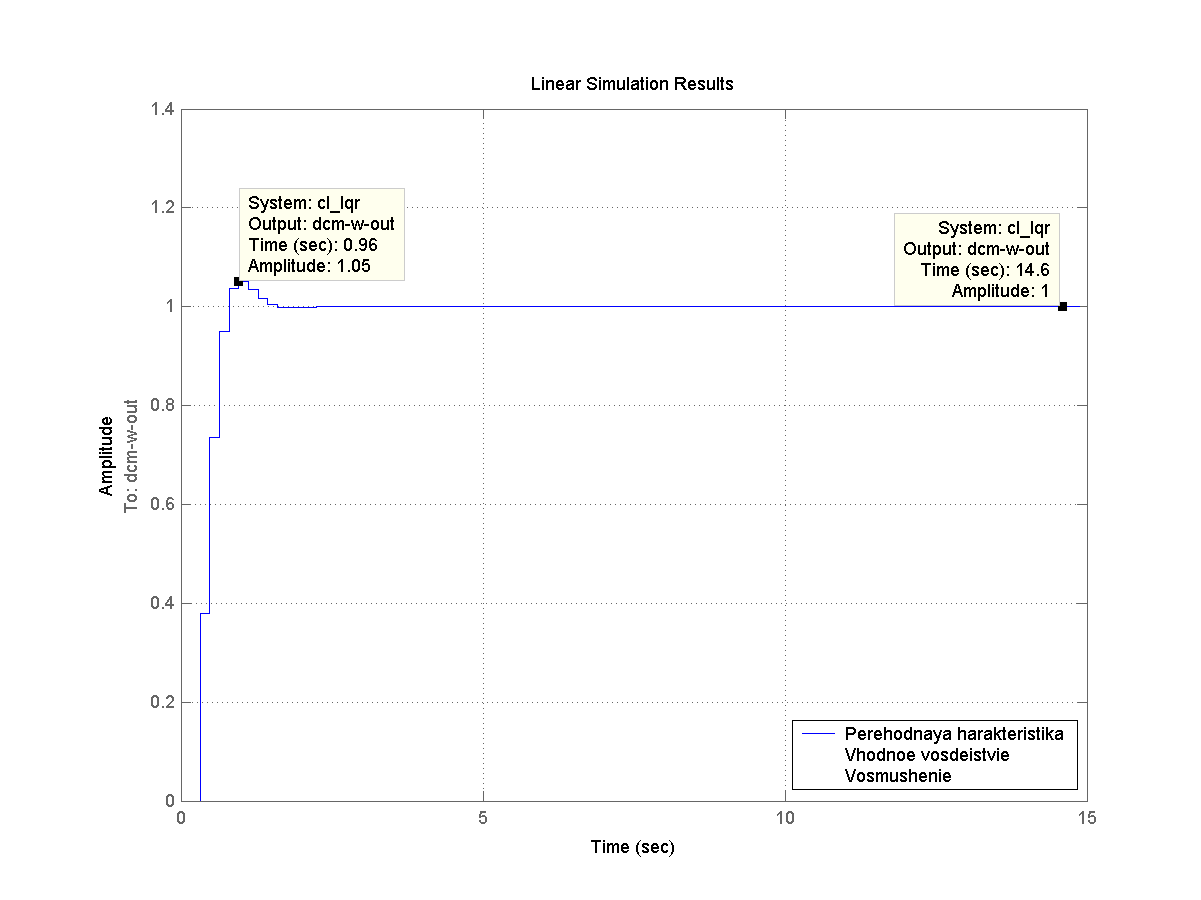 Linear Simulation Results
1.4
1.2
1
0.8
0.6
0.4
0.2
0
Amplitude
To: dcm-w-out
System: cl_lqr
Output: dcm-w-out
Time (sec): 0.96
Amplitude: 1.05
System: cl_lqr
Output: dcm-w-out
Time (sec): 14.6
Amplitude: 1
Perehodnaya harakteristika
Vhodnoe vosdeistvie
Vosmushenie
0
5
10
15
Time (sec)